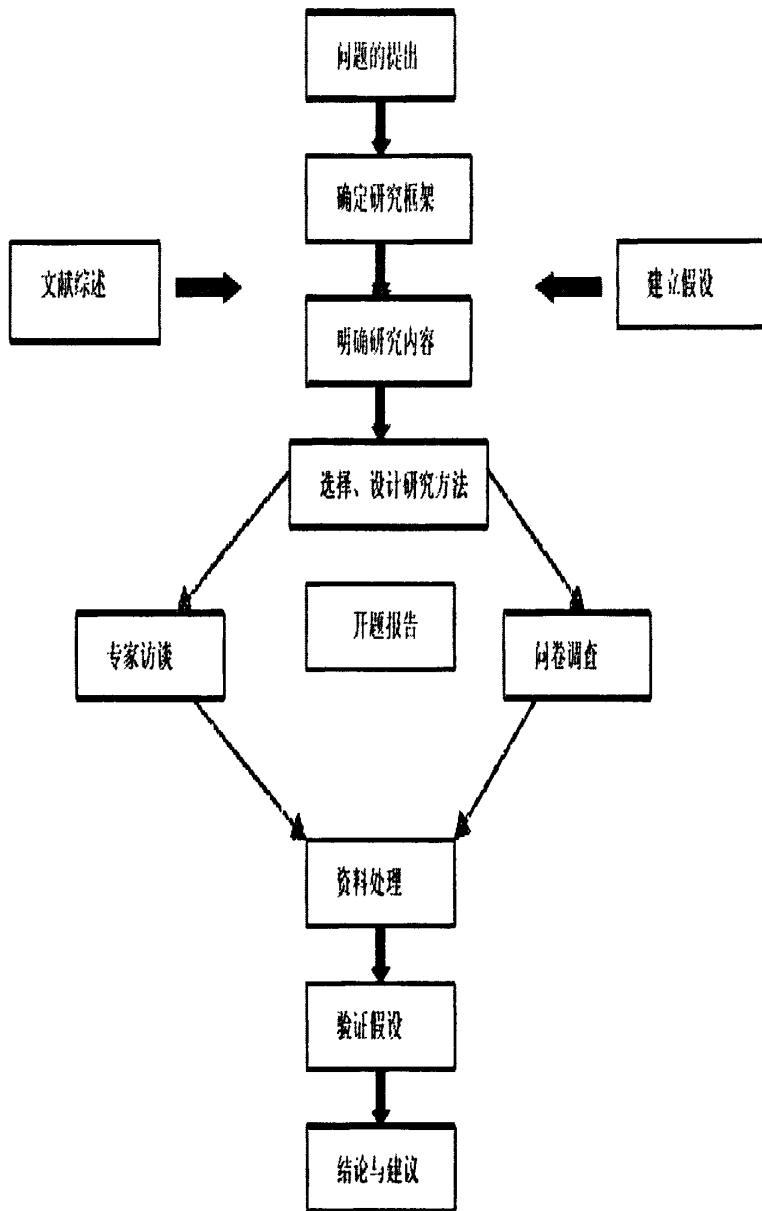 问题的提出
确定研究框架
文献综述
建立假设
明确研究内容
选择、设计研究方法
开题报告
专家访谈
问卷调查
资料处理
验证假设
结论与建议